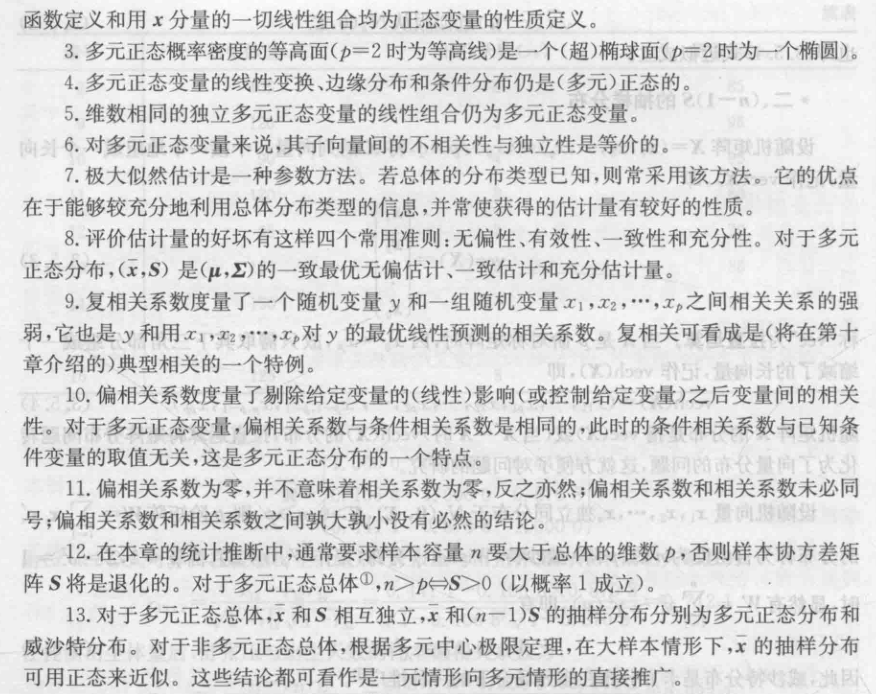 函数定义和用 x 分量的一切线性组合均为正态变量的性质定义。
3. 多元正态概率密度的等高面(p=2 时为等高线)是一个(超)椭球面(p=2时为一个椭圆)。
4. 多元正态变量的线性变换、边缘分布和条件分布仍是(多元)正态的。
5. 维数相同的独立多元正态变量的线性组合仍为多元正态变量。
6. 对多元正态变量来说,其子向量间的不相关性与独立性是等价的。
7. 极大似然估计是一种参数方法。若总体的分布类型已知,则常采用该方法。它的优点
在于能够较充分地利用总体分布类型的信息,并常使获得的估计量有较好的性质。
8. 评价估计量的好坏有这样四个常用准则:无偏性、有效性、一致性和充分性。对于多元
正态分布,(x̄,S) 是(μ,Σ)的一致最优无偏估计、一致估计和充分估计量。
9. 复相关系数度量了一个随机变量 y 和一组随机变量 x₁,x₂,…,xₚ之间相关关系的强
弱,它也是 y 和用 x₁,x₂,…,xₚ对 y 的最优线性预测的相关系数。复相关可看成是(将在第十
章介绍的)典型相关的一个特例。
10. 偏相关系数度量了剔除给定变量的(线性)影响(或控制给定变量)之后变量间的相关
性。对于多元正态变量,偏相关系数与条件相关系数是相同的,此时的条件相关系数与已知条
件变量的取值无关,这是多元正态分布的一个特点。
11. 偏相关系数为零,并不意味着相关系数为零,反之亦然;偏相关系数和相关系数未必同
号;偏相关系数和相关系数之间孰大孰小没有必然的结论。
12. 在本章的统计推断中,通常要求样本容量 n 要大于总体的维数 p,否则样本协方差矩
阵 S 将是退化的。对于多元正态总体①,n>p⇔S>0 (以概率 1 成立)。
13. 对于多元正态总体,x̄ 和 S 相互独立,x̄ 和(n−1)S 的抽样分布分别为多元正态分布和
威沙特分布。对于非多元正态总体,根据多元中心极限定理,在大样本情形下,x̄ 的抽样分布
可用正态来近似。这些结论都可看作是一元情形向多元情形的直接推广。